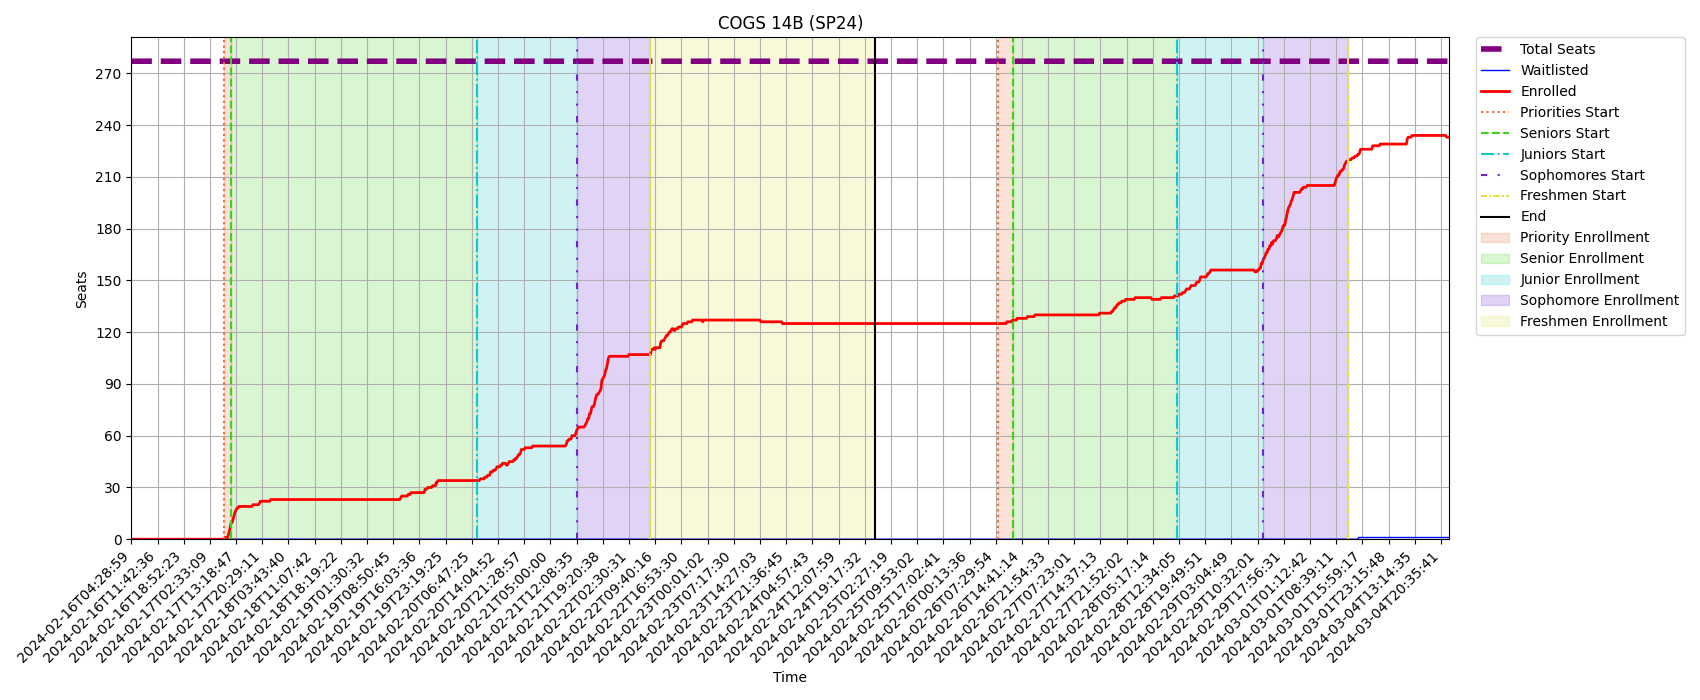 COGS 14B (SP24)
Seats
270
240
210
180
150
120
90
60
30
0
2024-02-16T04:28:59
2024-02-16T11:42:36
2024-02-16T18:52:23
2024-02-17T02:33:09
2024-02-17T13:18:47
2024-02-17T20:29:11
2024-02-18T03:43:40
2024-02-18T11:07:42
2024-02-18T18:19:22
2024-02-19T01:30:32
2024-02-19T08:50:45
2024-02-19T16:03:36
2024-02-19T23:19:25
2024-02-20T06:47:25
2024-02-20T14:04:52
2024-02-20T21:28:57
2024-02-21T05:00:00
2024-02-21T12:08:35
2024-02-21T19:20:38
2024-02-22T02:30:31
2024-02-22T09:40:16
2024-02-22T16:53:30
2024-02-23T00:01:02
2024-02-23T07:17:30
2024-02-23T14:27:03
2024-02-23T21:36:45
2024-02-24T04:57:43
2024-02-24T12:07:59
2024-02-24T19:17:32
2024-02-25T02:27:19
2024-02-25T09:53:02
2024-02-25T17:02:41
2024-02-26T00:13:36
2024-02-26T07:29:54
2024-02-26T14:41:14
2024-02-26T21:54:33
2024-02-27T07:23:01
2024-02-27T14:37:13
2024-02-27T21:52:02
2024-02-28T05:17:14
2024-02-28T12:34:05
2024-02-28T19:49:51
2024-02-29T03:04:49
2024-02-29T10:32:01
2024-02-29T17:56:31
2024-03-01T01:12:42
2024-03-01T08:39:11
2024-03-01T15:59:17
2024-03-01T23:15:48
2024-03-04T13:14:35
2024-03-04T20:35:41
Time
Total Seats
Waitlisted
Enrolled
Priorities Start
Seniors Start
Juniors Start
Sophomores Start
Freshmen Start
End
Priority Enrollment
Senior Enrollment
Junior Enrollment
Sophomore Enrollment
Freshmen Enrollment